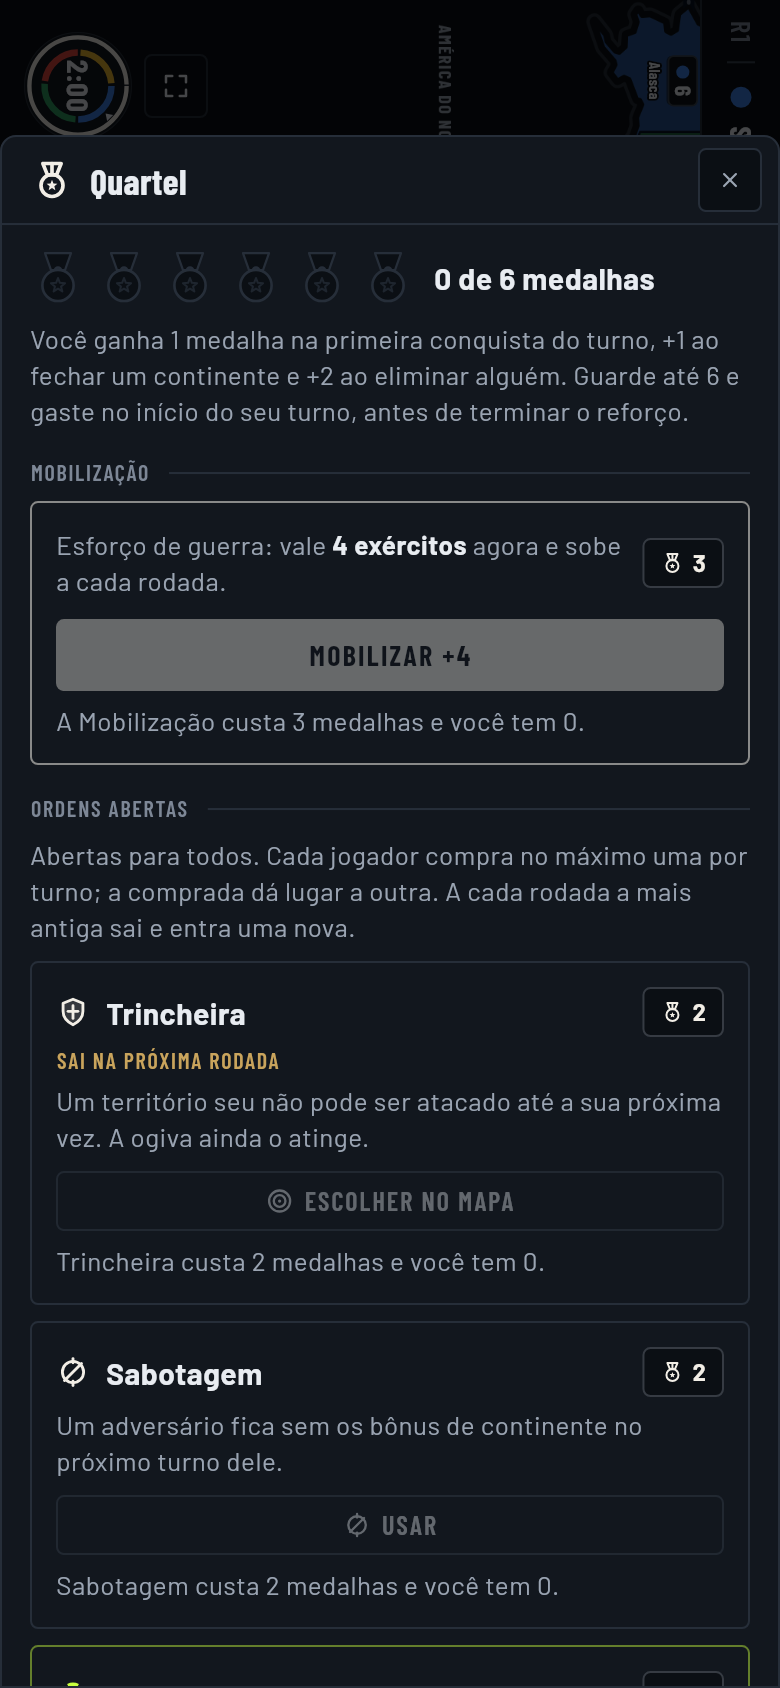 2:00
AMÉRICA DO NO
Alasca
6
R1
Quartel
0 de 6 medalhas
Você ganha 1 medalha na primeira conquista do turno, +1 ao
fechar um continente e +2 ao eliminar alguém. Guarde até 6 e
gaste no início do seu turno, antes de terminar o reforço.
MOBILIZAÇÃO
Esforço de guerra: vale 4 exércitos agora e sobe
a cada rodada.
3
MOBILIZAR +4
A Mobilização custa 3 medalhas e você tem 0.
ORDENS ABERTAS
Abertas para todos. Cada jogador compra no máximo uma por
turno; a comprada dá lugar a outra. A cada rodada a mais
antiga sai e entra uma nova.
Trincheira
2
SAI NA PRÓXIMA RODADA
Um território seu não pode ser atacado até a sua próxima
vez. A ogiva ainda o atinge.
ESCOLHER NO MAPA
Trincheira custa 2 medalhas e você tem 0.
Sabotagem
2
Um adversário fica sem os bônus de continente no
próximo turno dele.
USAR
Sabotagem custa 2 medalhas e você tem 0.